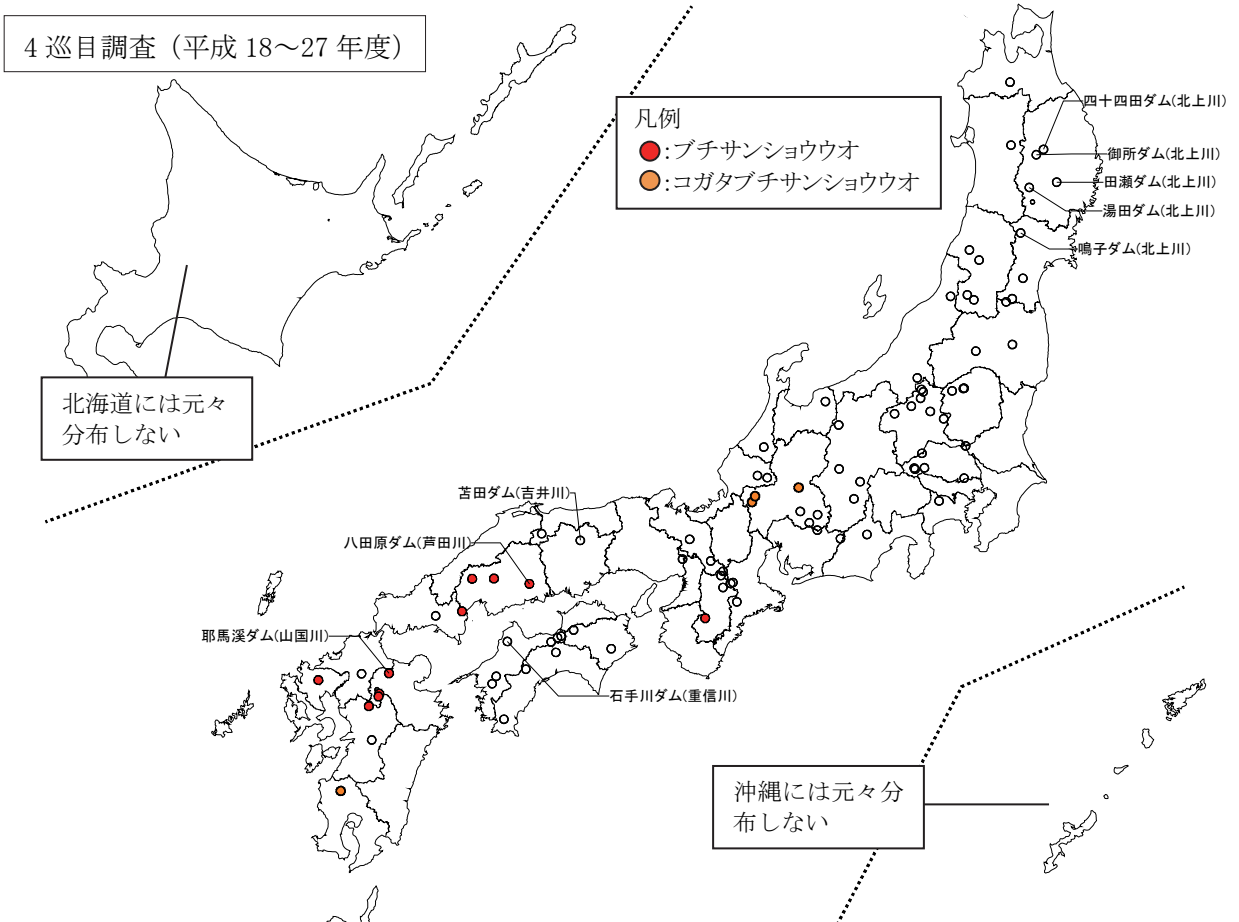 4巡目調査（平成 18～27 年度）
凡例
:ブチサンショウウオ
:コガタブチサンショウウオ
四十四田ダム(北上川)
御所ダム(北上川)
田瀬ダム(北上川)
湯田ダム(北上川)
鳴子ダム(北上川)
北海道には元々
分布しない
苫田ダム(吉井川)
八田原ダム(芦田川)
耶馬溪ダム(山国川)
石手川ダム(重信川)
沖縄には元々分
布しない